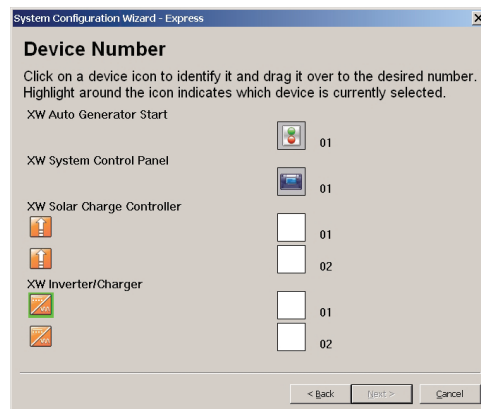 System Configuration Wizard - Express
Device Number
Click on a device icon to identify it and drag it over to the desired number.
Highlight around the icon indicates which device is currently selected.
XW Auto Generator Start
01
XW System Control Panel
01
XW Solar Charge Controller
01
02
XW Inverter/Charger
01
02
< Back
Next >
Cancel